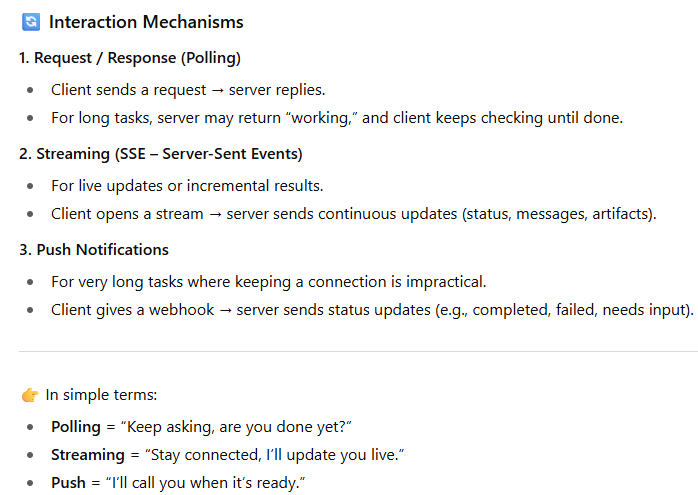 🔄 Interaction Mechanisms
1. Request / Response (Polling)
• Client sends a request → server replies.
• For long tasks, server may return “working,” and client keeps checking until done.
2. Streaming (SSE – Server-Sent Events)
• For live updates or incremental results.
• Client opens a stream → server sends continuous updates (status, messages, artifacts).
3. Push Notifications
• For very long tasks where keeping a connection is impractical.
• Client gives a webhook → server sends status updates (e.g., completed, failed, needs input).
👉 In simple terms:
• Polling = “Keep asking, are you done yet?”
• Streaming = “Stay connected, I’ll update you live.”
• Push = “I’ll call you when it’s ready.”